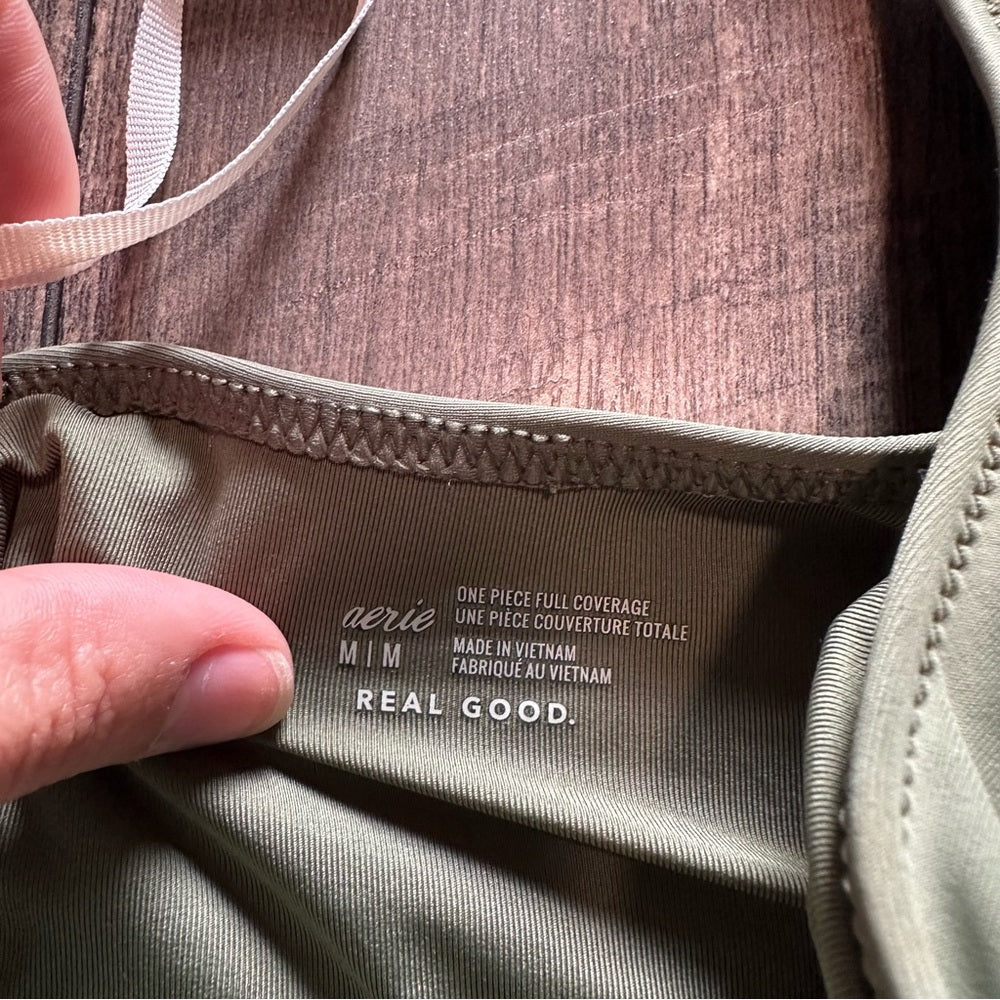 aerie
M|M
ONE PIECE FULL COVERAGE
UNE PIÈCE COUVERTURE TOTALE
MADE IN VIETNAM
FABRIQUÉ AU VIETNAM
REAL GOOD.